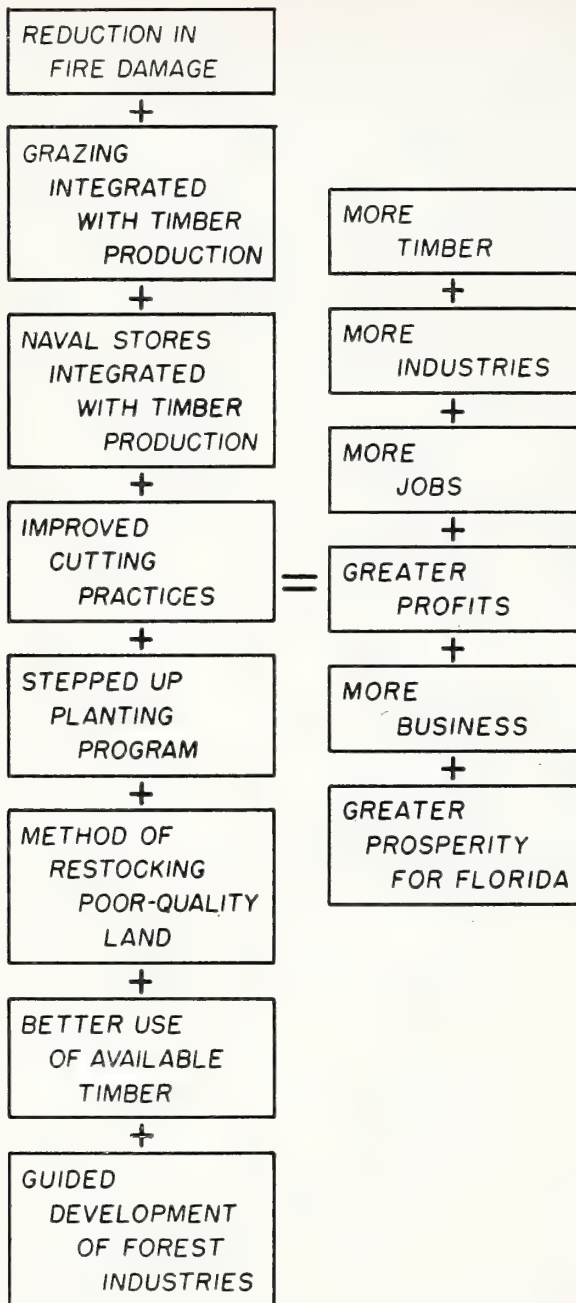 REDUCTION IN
FIRE DAMAGE
+
GRAZING
INTEGRATED
WITH TIMBER
PRODUCTION
+
NAVAL STORES
INTEGRATED
WITH TIMBER
PRODUCTION
+
IMPROVED
CUTTING
PRACTICES
+
STEPPED UP
PLANTING
PROGRAM
+
METHOD OF
RESTOCKING
POOR-QUALITY
LAND
+
BETTER USE
OF AVAILABLE
TIMBER
+
GUIDED
DEVELOPMENT
OF FOREST
INDUSTRIES
=
MORE
TIMBER
+
MORE
INDUSTRIES
+
MORE
JOBS
+
GREATER
PROFITS
+
MORE
BUSINESS
+
GREATER
PROSPERITY
FOR FLORIDA